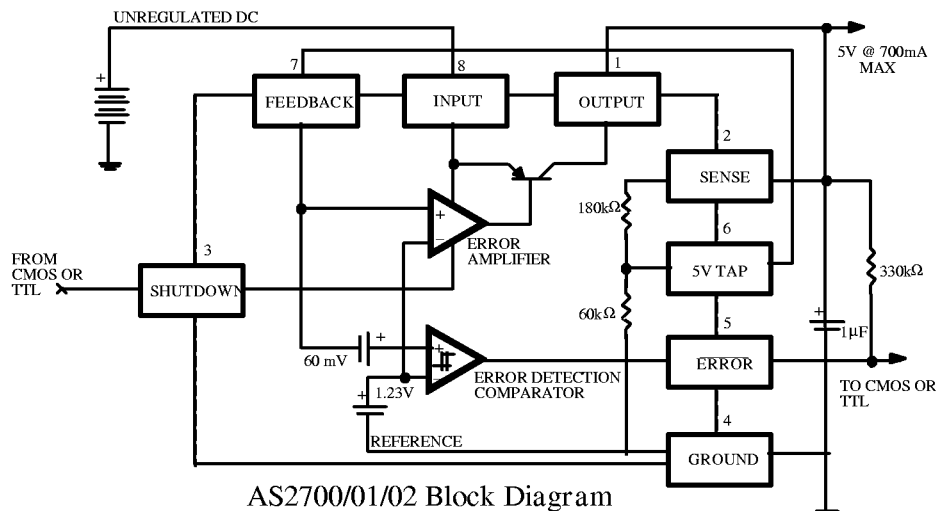 UNREGULATED DC
7
8
1
5V @ 700mA
MAX
+
FEEDBACK
INPUT
OUTPUT
2
SENSE
180kΩ
+
−
ERROR
AMPLIFIER
6
3
FROM
CMOS OR
TTL
SHUTDOWN
5V TAP
330kΩ
60kΩ
5
+
1µF
60 mV
+
+
−
ERROR
ERROR DETECTION
COMPARATOR
TO CMOS OR
TTL
+
1.23V
4
REFERENCE
GROUND
AS2700/01/02 Block Diagram